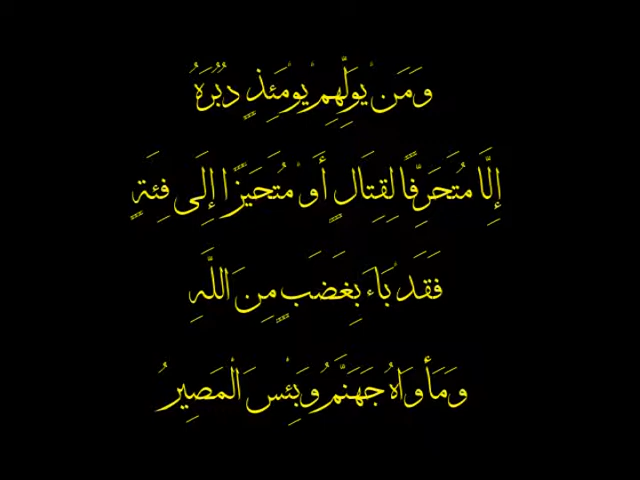 وَمَن يُوَلِّهِمْ يَوْمَئِذٍ دُبُرَهُ
إِلَّا مُتَحَرِّفًا لِقِتَالٍ أَوْ مُتَحَيِّزًا إِلَى فِئَةٍ
فَقَدْ بَاءَ بِغَضَبٍ مِنَ اللَّهِ
وَمَأْوَاهُ جَهَنَّمُ وَبِئْسَ الْمَصِيرُ